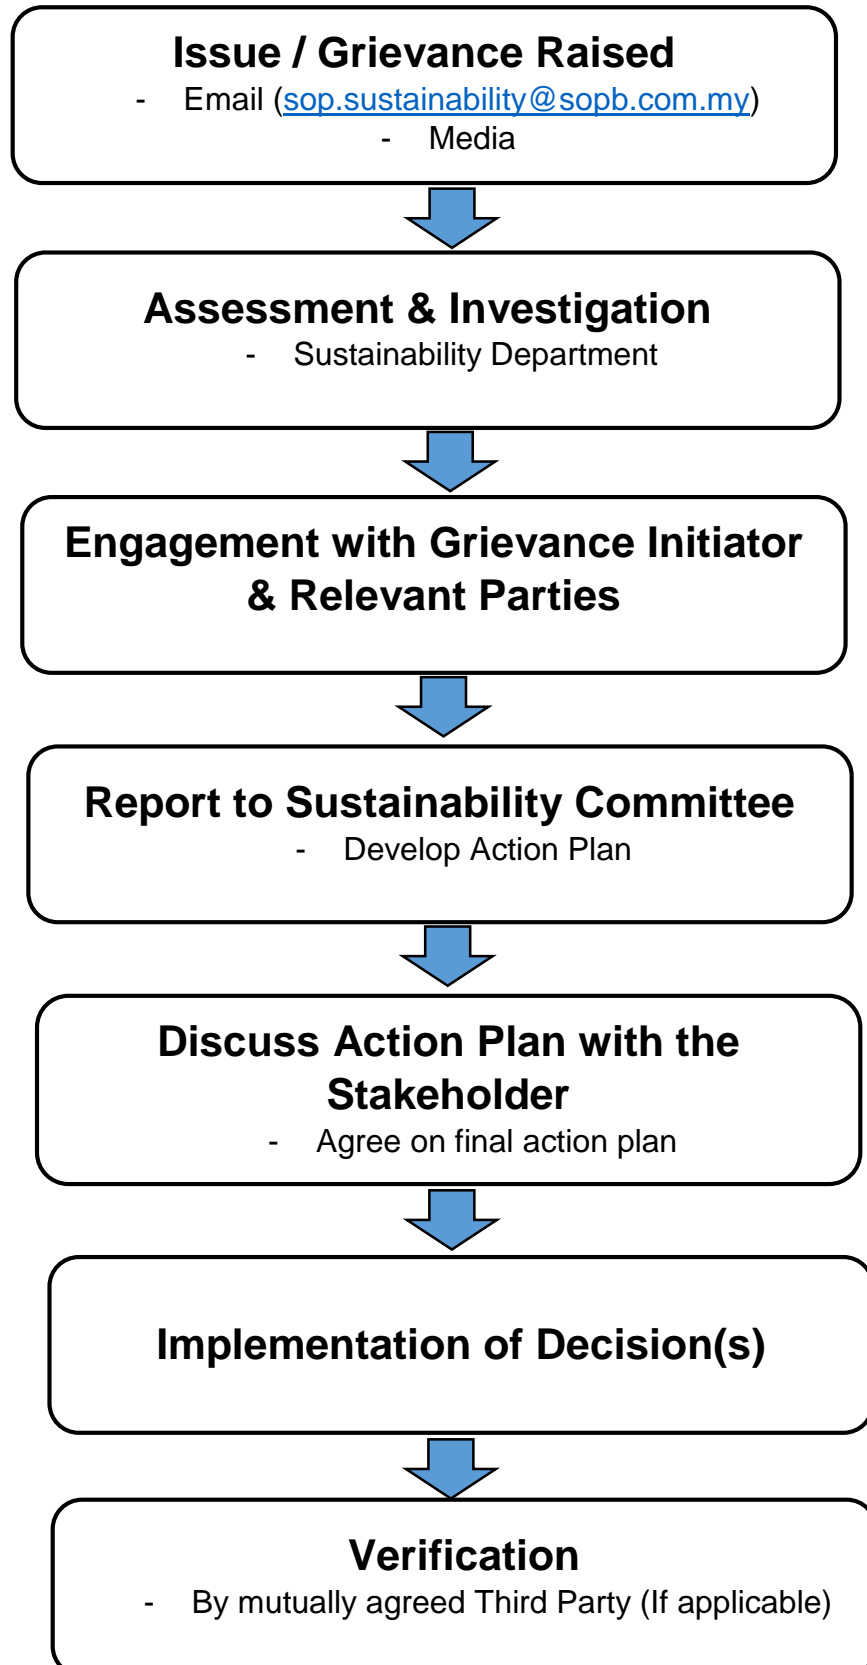 Issue / Grievance Raised
- Email (sop.sustainability@sopb.com.my)
- Media
Assessment & Investigation
- Sustainability Department
Engagement with Grievance Initiator
& Relevant Parties
Report to Sustainability Committee
- Develop Action Plan
Discuss Action Plan with the
Stakeholder
- Agree on final action plan
Implementation of Decision(s)
Verification
- By mutually agreed Third Party (If applicable)